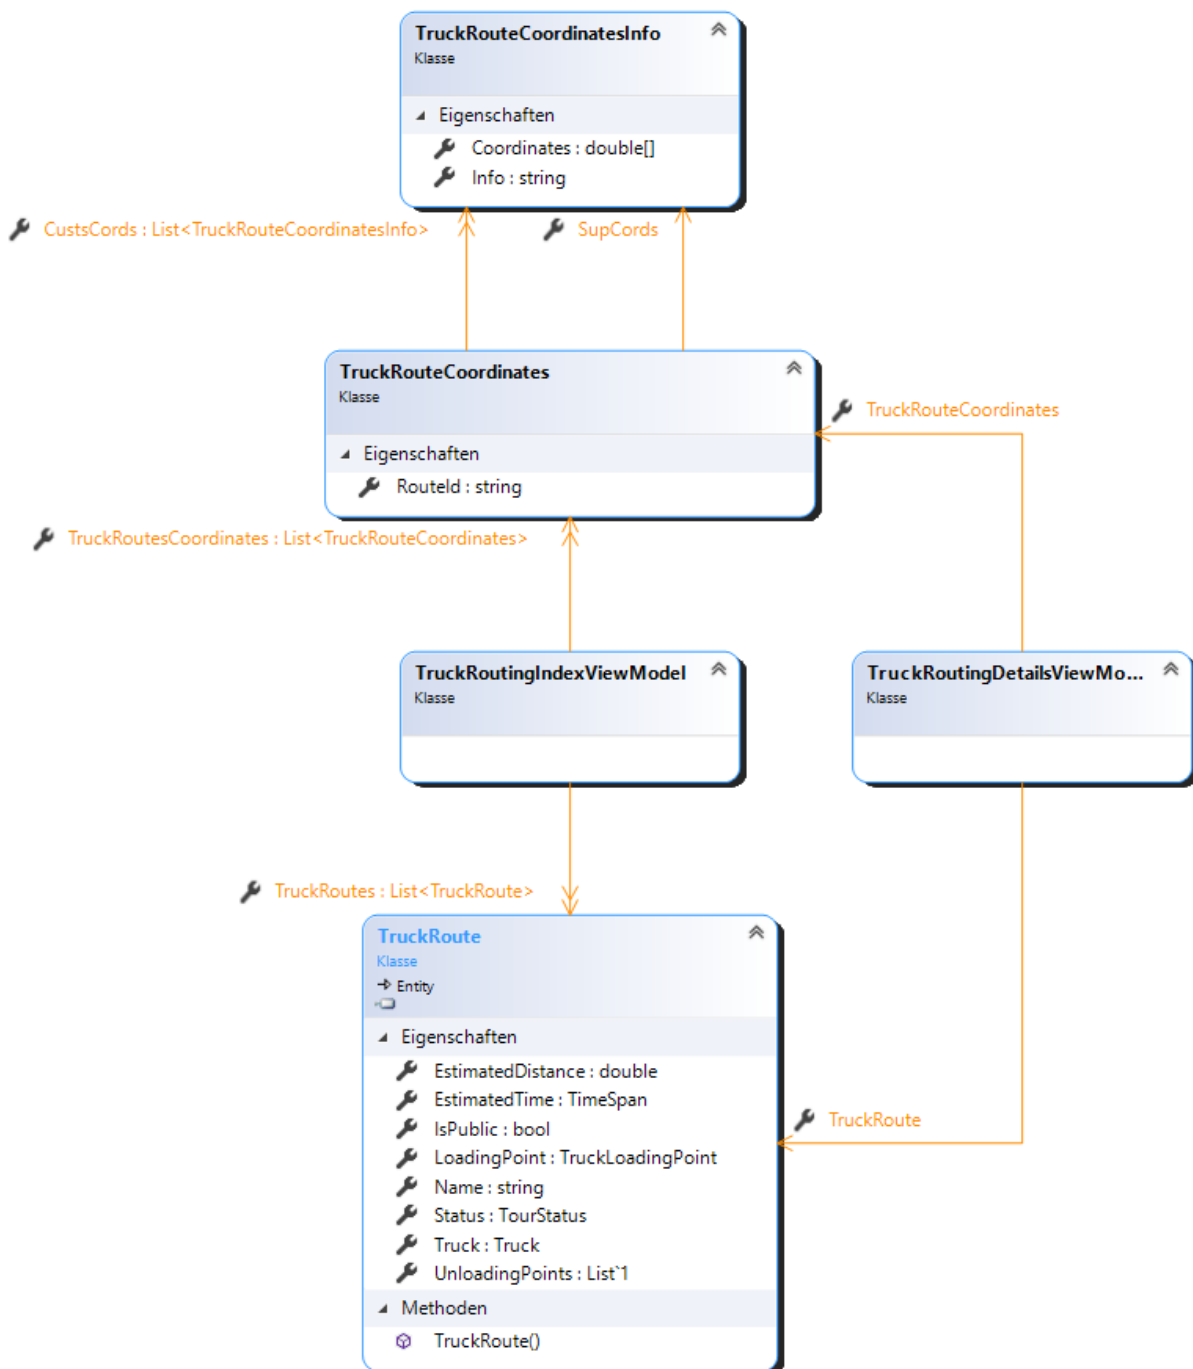 TruckRouteCoordinatesInfo
Klasse
Eigenschaften
Coordinates : double[]
Info : string
CustsCords : List<TruckRouteCoordinatesInfo>
SupCords
TruckRouteCoordinates
Klasse
Eigenschaften
RouteId : string
TruckRouteCoordinates
TruckRoutesCoordinates : List<TruckRouteCoordinates>
TruckRoutingIndexViewModel
Klasse
TruckRoutingDetailsViewMo...
Klasse
TruckRoutes : List<TruckRoute>
TruckRoute
Klasse
Entity
Eigenschaften
EstimatedDistance : double
EstimatedTime : TimeSpan
IsPublic : bool
LoadingPoint : TruckLoadingPoint
Name : string
Status : TourStatus
Truck : Truck
UnloadingPoints : List`1
Methoden
TruckRoute()
TruckRoute